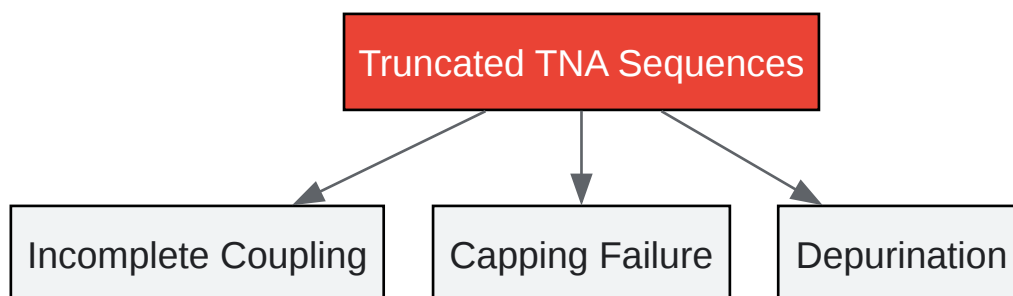 Truncated TNA Sequences
Incomplete Coupling
Capping Failure
Depurination